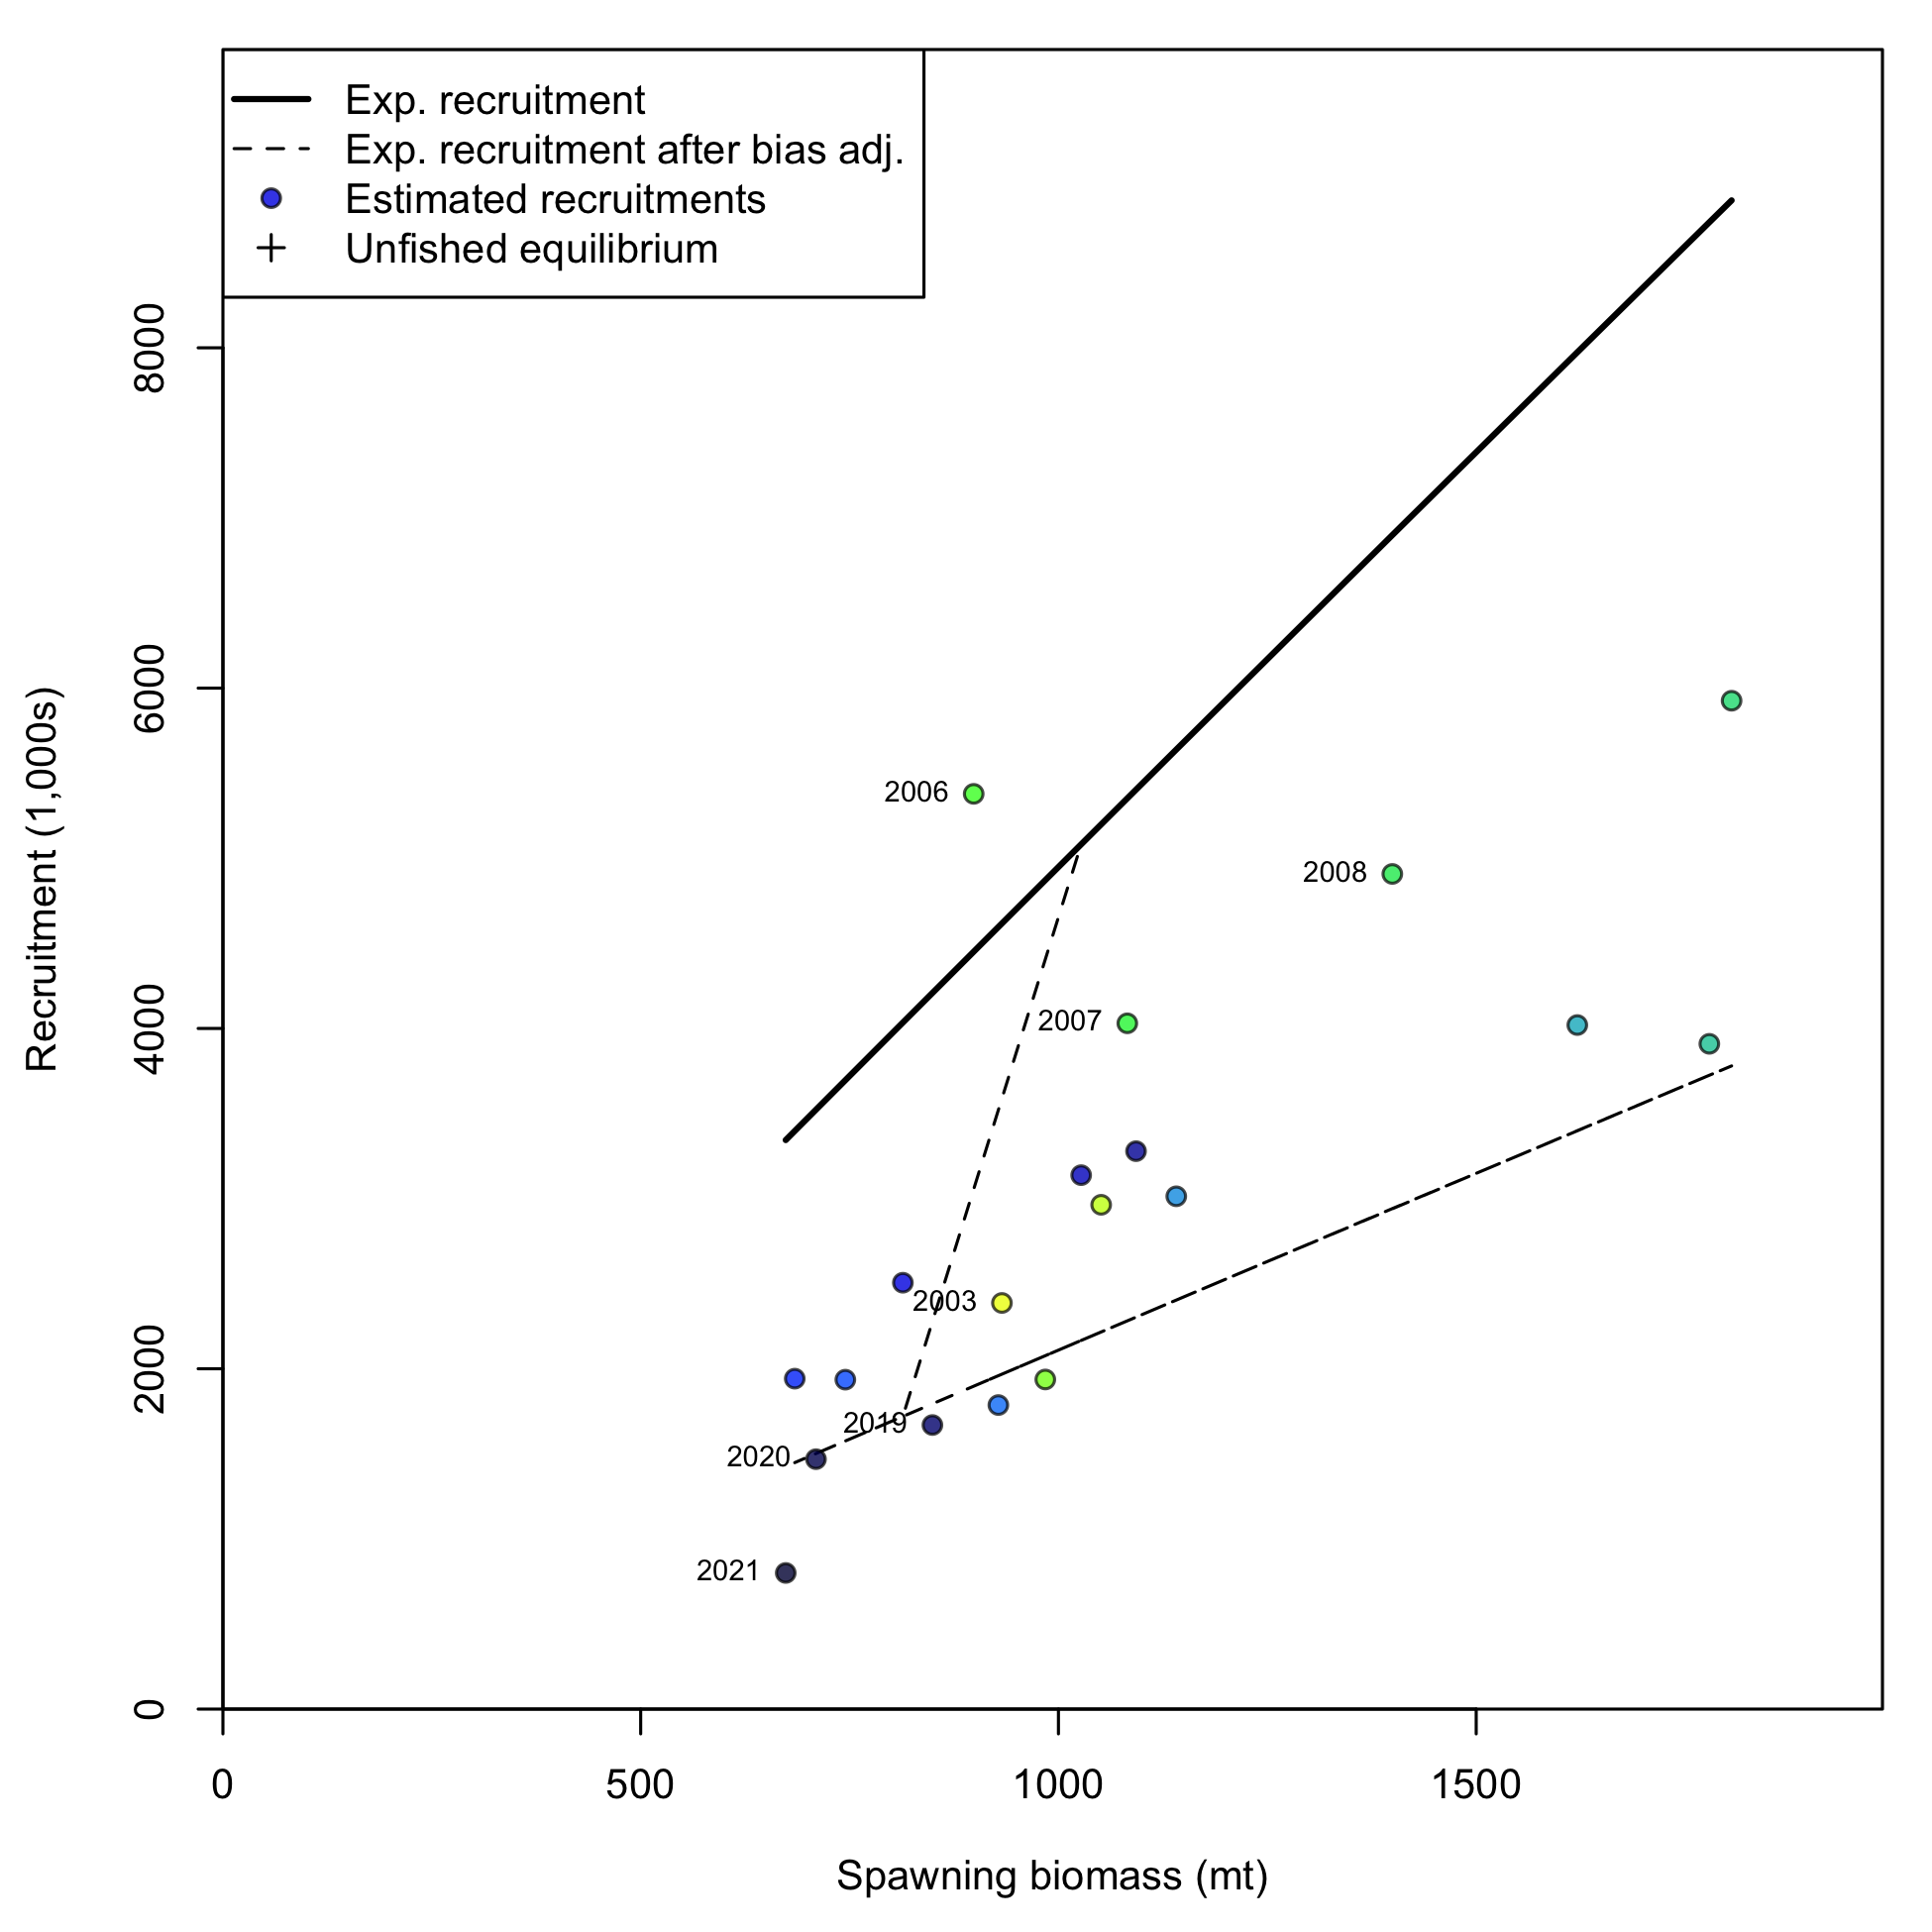 Exp. recruitment
Exp. recruitment after bias adj.
Estimated recruitments
Unfished equilibrium
8000
6000
4000
2000
0
Recruitment (1,000s)
2006
2008
2007
2003
2019
2020
2021
0
500
1000
1500
Spawning biomass (mt)